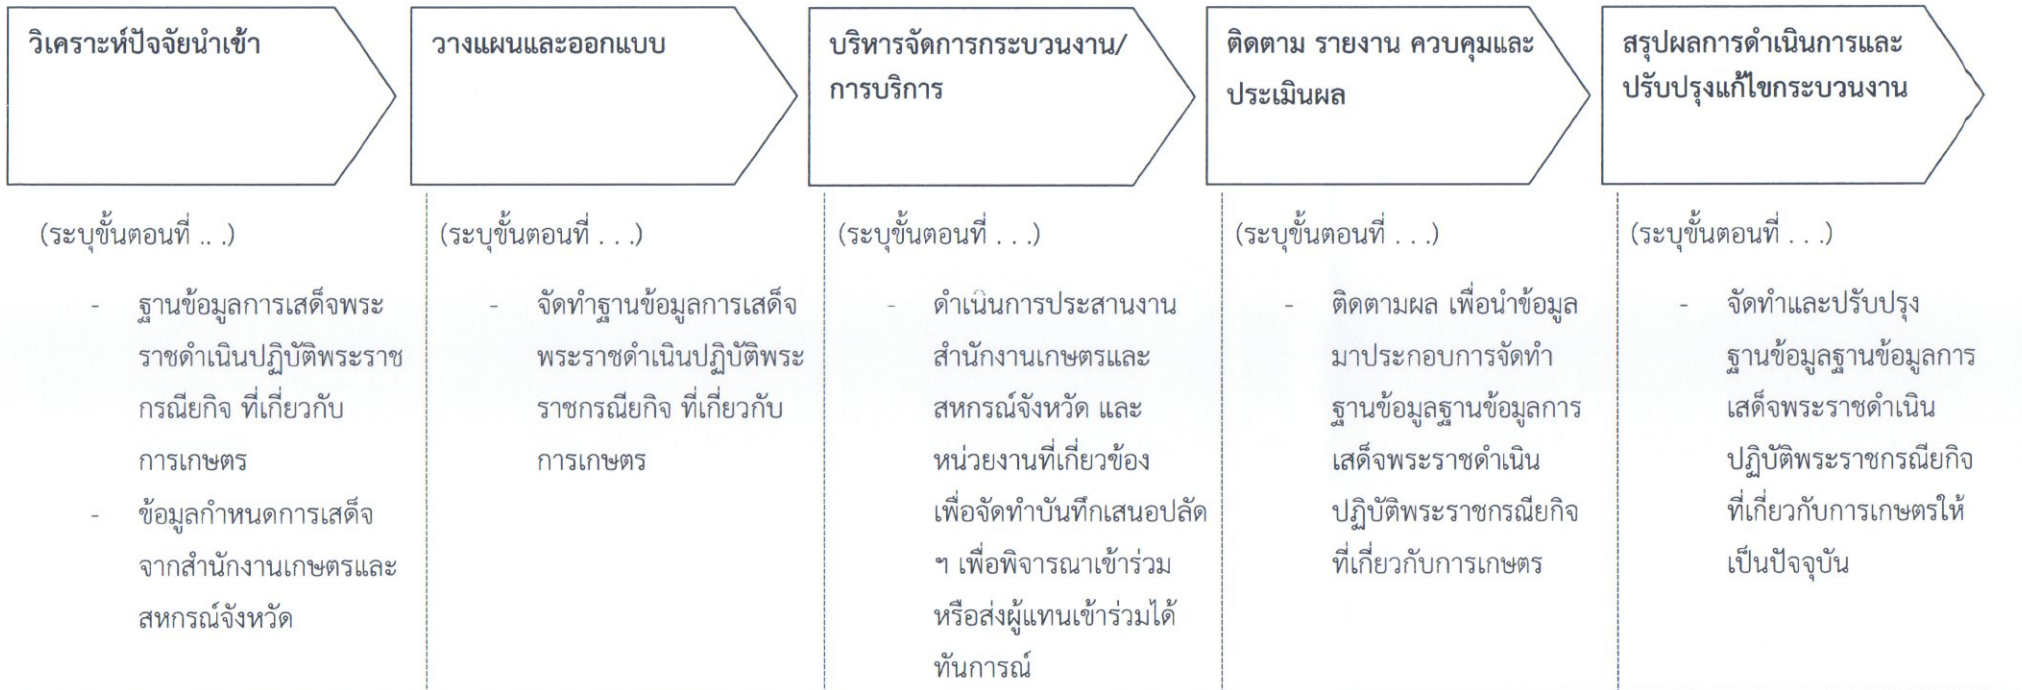 วิเคราะห์ปัจจัยนำเข้า
วางแผนและออกแบบ
บริหารจัดการกระบวนงาน/
การบริการ
ติดตาม รายงาน ควบคุมและ
ประเมินผล
สรุปผลการดำเนินการและ
ปรับปรุงแก้ไขกระบวนงาน
(ระบุขั้นตอนที่ .. .)
- ฐานข้อมูลการเสด็จพระ
ราชดำเนินปฏิบัติพระราช
กรณียกิจ ที่เกี่ยวกับ
การเกษตร
- ข้อมูลกำหนดการเสด็จ
จากสำนักงานเกษตรและ
สหกรณ์จังหวัด
(ระบุขั้นตอนที่ . . .)
- จัดทำฐานข้อมูลการเสด็จ
พระราชดำเนินปฏิบัติพระ
ราชกรณียกิจ ที่เกี่ยวกับ
การเกษตร
(ระบุขั้นตอนที่ . . .)
- ดำเนินการประสานงาน
สำนักงานเกษตรและ
สหกรณ์จังหวัด และ
หน่วยงานที่เกี่ยวข้อง
เพื่อจัดทำบันทึกเสนอปลัด
ฯ เพื่อพิจารณาเข้าร่วม
หรือส่งผู้แทนเข้าร่วมได้
ทันการณ์
(ระบุขั้นตอนที่ . . .)
- ติดตามผล เพื่อนำข้อมูล
มาประกอบการจัดทำ
ฐานข้อมูลฐานข้อมูลการ
เสด็จพระราชดำเนิน
ปฏิบัติพระราชกรณียกิจ
ที่เกี่ยวกับการเกษตร
(ระบุขั้นตอนที่ . . .)
- จัดทำและปรับปรุง
ฐานข้อมูลฐานข้อมูลการ
เสด็จพระราชดำเนิน
ปฏิบัติพระราชกรณียกิจ
ที่เกี่ยวกับการเกษตรให้
เป็นปัจจุบัน